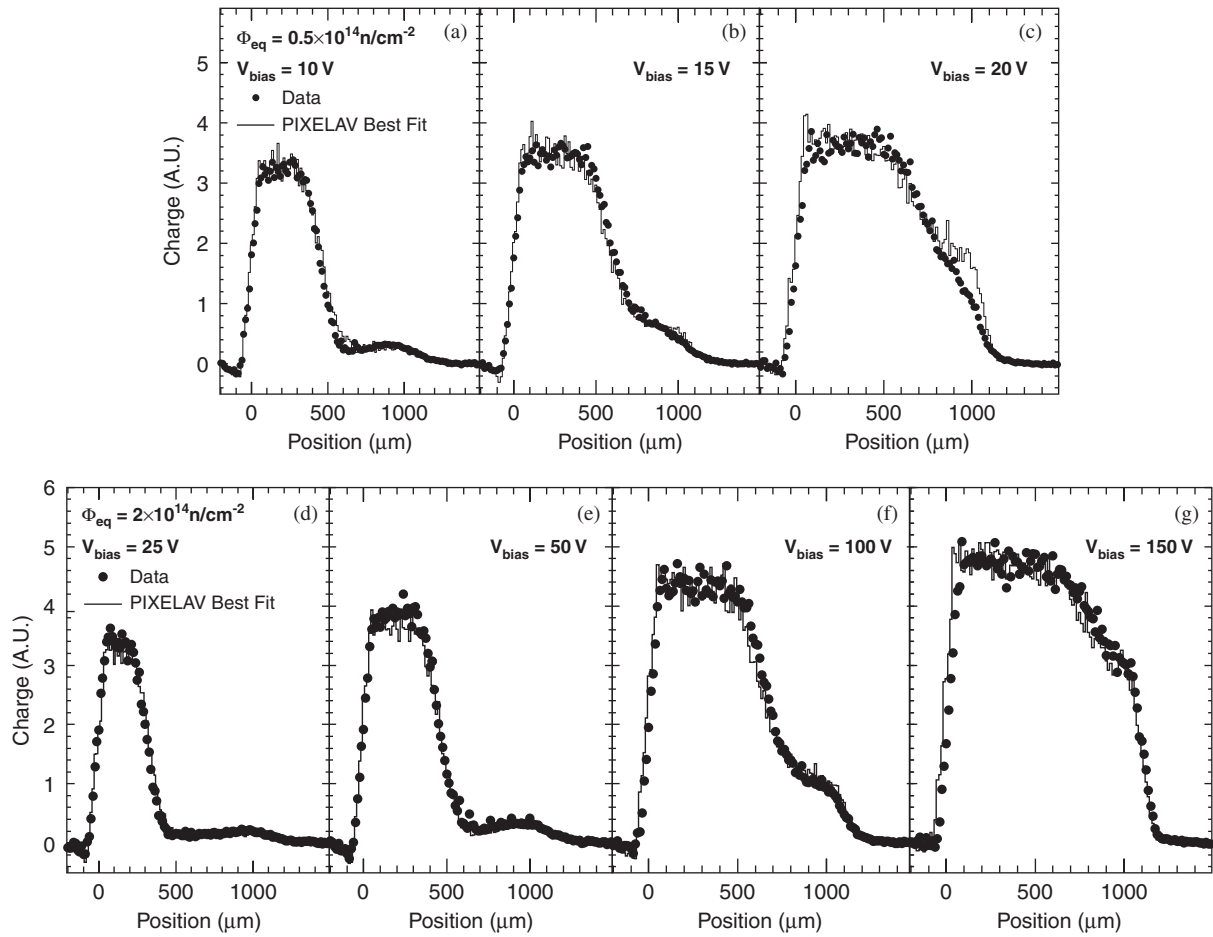 (a) (b) (c)
Φeq = 0.5×10¹⁴n/cm⁻²
Vbias = 10 V Vbias = 15 V Vbias = 20 V
Data
PIXELAV Best Fit
Charge (A.U.)
5
4
3
2
1
0
0 500 1000 0 500 1000 0 500 1000
Position (μm) Position (μm) Position (μm)
6
(d) (e) (f) (g)
Φeq = 2×10¹⁴n/cm⁻²
Vbias = 25 V Vbias = 50 V Vbias = 100 V Vbias = 150 V
Data
PIXELAV Best Fit
Charge (A.U.)
5
4
3
2
1
0
0 500 1000 0 500 1000 0 500 1000 0 500 1000
Position (μm) Position (μm) Position (μm) Position (μm)